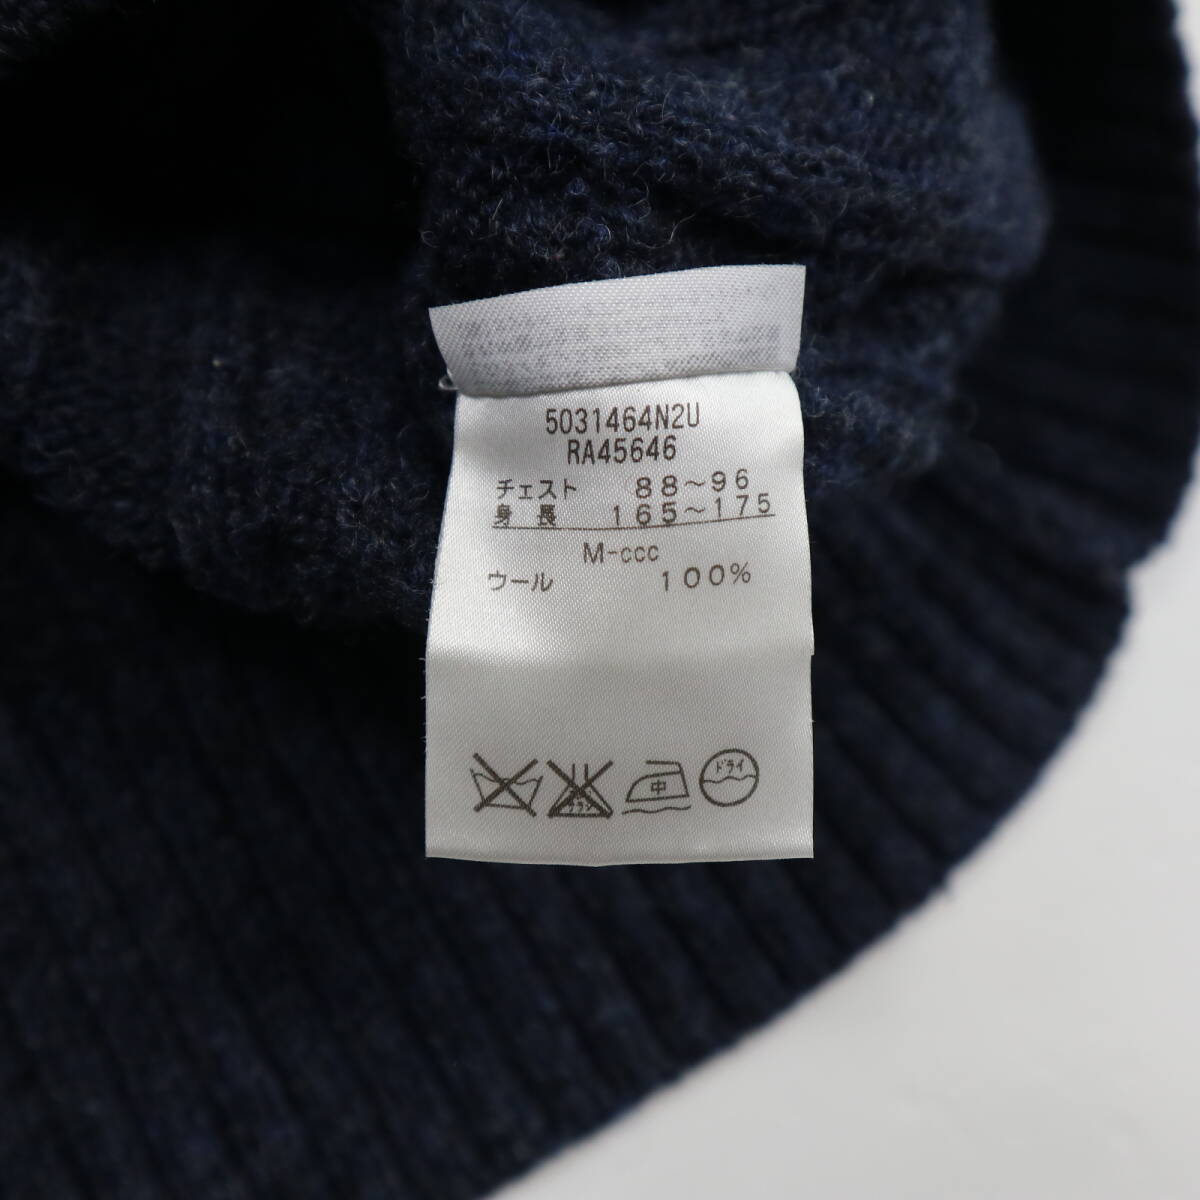 5031464N2U
RA45646
チェスト 88～96
身長 165～175
M-ccc
ウール 100%
中 ドライ